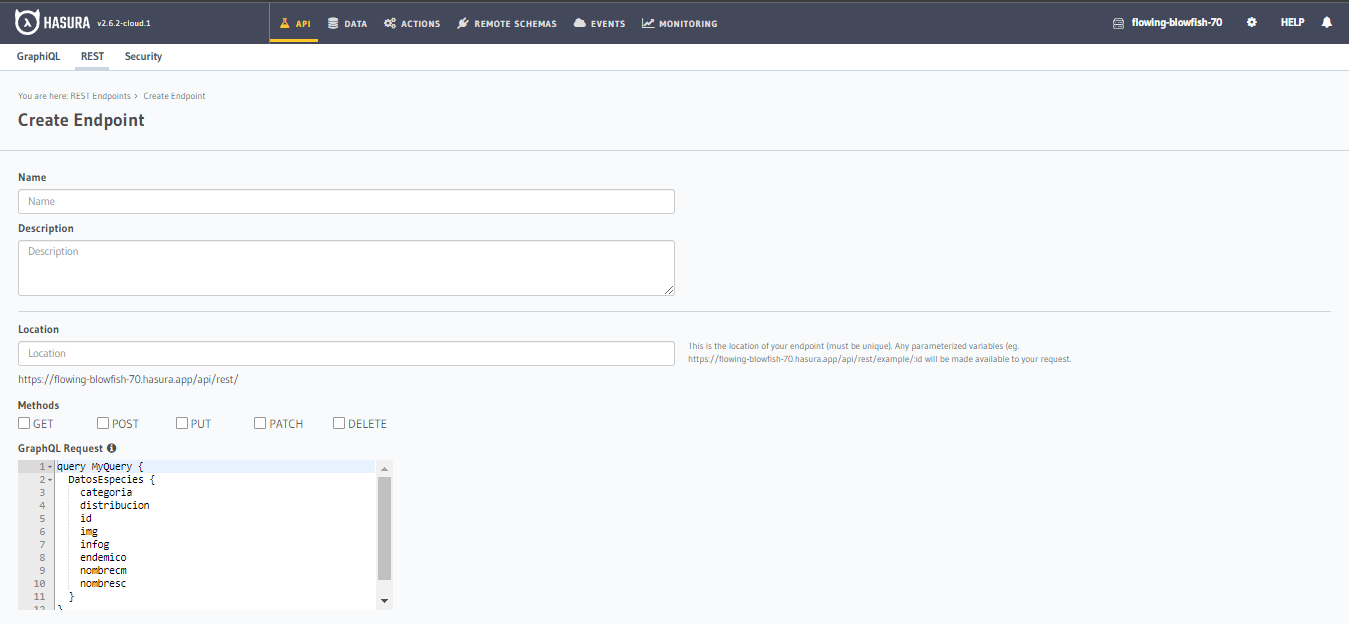 HASURA v2.6.2-cloud.1 API DATA ACTIONS REMOTE SCHEMAS EVENTS MONITORING flowing-blowfish-70 HELP
GraphiQL REST Security
You are here: REST Endpoints > Create Endpoint
Create Endpoint
Name
Name
Description
Description
Location
Location
This is the location of your endpoint (must be unique). Any parameterized variables (eg.
https://flowing-blowfish-70.hasura.app/api/rest/example/:id will be made available to your request.
https://flowing-blowfish-70.hasura.app/api/rest/
Methods
GET POST PUT PATCH DELETE
GraphQL Request
1 query MyQuery {
2 DatosEspecies {
3 categoria
4 distribucion
5 id
6 img
7 infog
8 endemico
9 nombrecm
10 nombresc
11 }
12 }